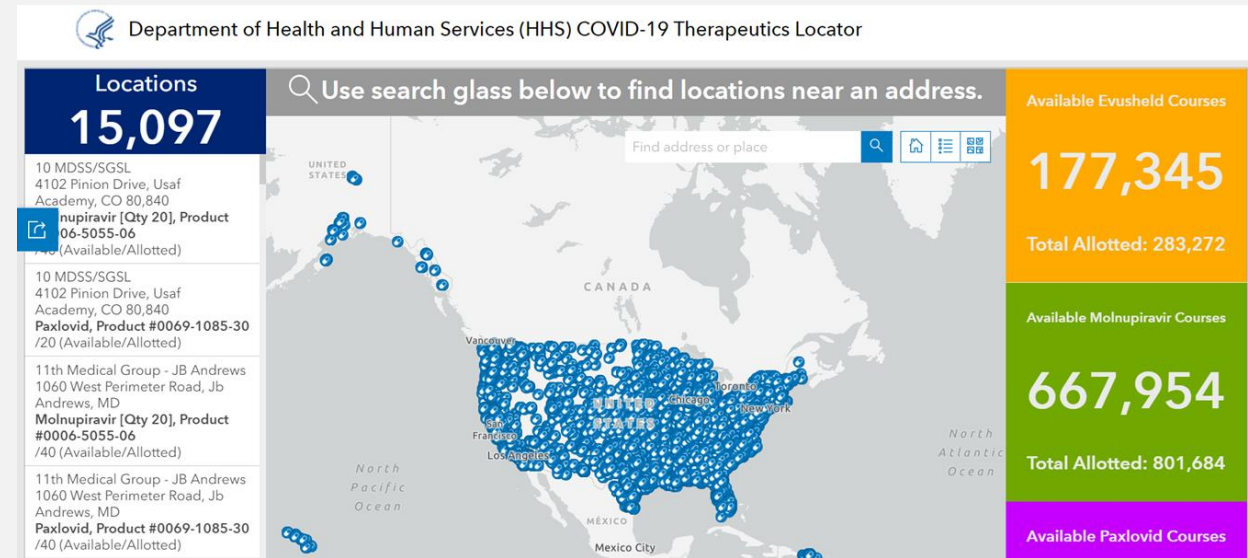 Department of Health and Human Services (HHS) COVID-19 Therapeutics Locator
Locations
15,097
10 MDSS/SGSL
4102 Pinion Drive, Usaf
Academy, CO 80,840
nupiravir [Qty 20], Product
06-5055-06
(Available/Allotted)
10 MDSS/SGSL
4102 Pinion Drive, Usaf
Academy, CO 80,840
Paxlovid, Product #0069-1085-30
/20 (Available/Allotted)
11th Medical Group - JB Andrews
1060 West Perimeter Road, Jb
Andrews, MD
Molnupiravir [Qty 20], Product
#0006-5055-06
/40 (Available/Allotted)
11th Medical Group - JB Andrews
1060 West Perimeter Road, Jb
Andrews, MD
Paxlovid, Product #0069-1085-30
/40 (Available/Allotted)
Use search glass below to find locations near an address.
Find address or place
UNITED
STATES
CANADA
Vancouver
Toronto
Chicago
New York
UNITED
STATES
San
Francisco
Los Angeles
North
Pacific
Ocean
North
Atlantic
Ocean
MÉXICO
Mexico City
Available Evusheld Courses
177,345
Total Allotted: 283,272
Available Molnupiravir Courses
667,954
Total Allotted: 801,684
Available Paxlovid Courses